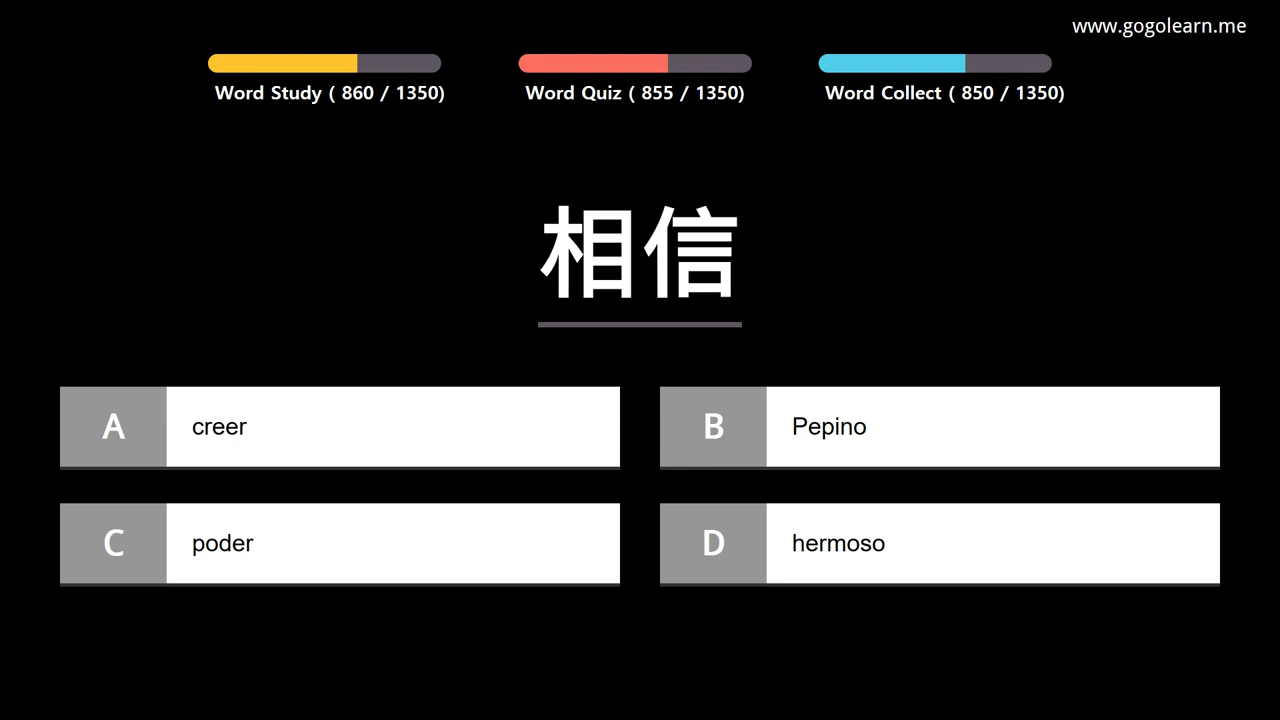 www.gogolearn.me
Word Study ( 860 / 1350)
Word Quiz ( 855 / 1350)
Word Collect ( 850 / 1350)
相信
A creer
B Pepino
C poder
D hermoso